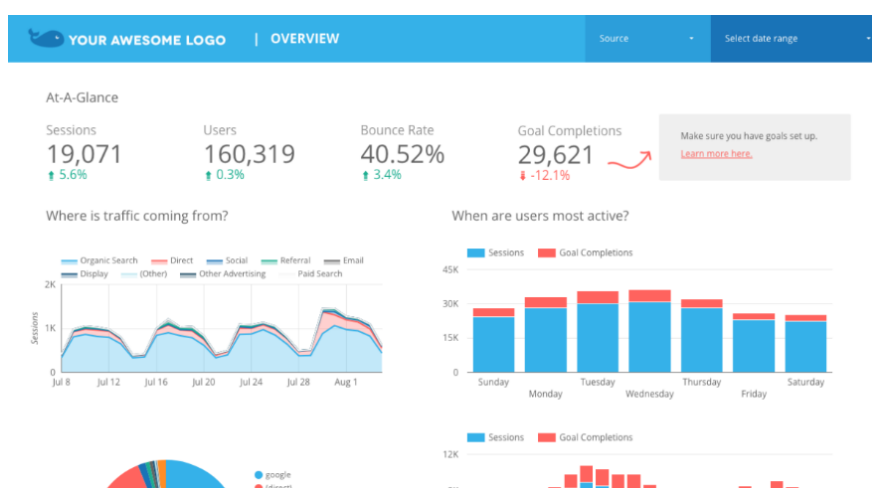 YOUR AWESOME LOGO | OVERVIEW
Source
Select date range
At-A-Glance
Sessions
19,071
5.6%
Users
160,319
0.3%
Bounce Rate
40.52%
3.4%
Goal Completions
29,621
-12.1%
Make sure you have goals set up.
Learn more here.
Where is traffic coming from?
Organic Search Direct Social Referral Email
Display (Other) Other Advertising Paid Search
2K
1K
0
Sessions
Jul 8 Jul 12 Jul 16 Jul 20 Jul 24 Jul 28 Aug 1
When are users most active?
Sessions Goal Completions
45K
30K
15K
0
Sunday Tuesday Thursday Saturday
Monday Wednesday Friday
google
Sessions Goal Completions
12K